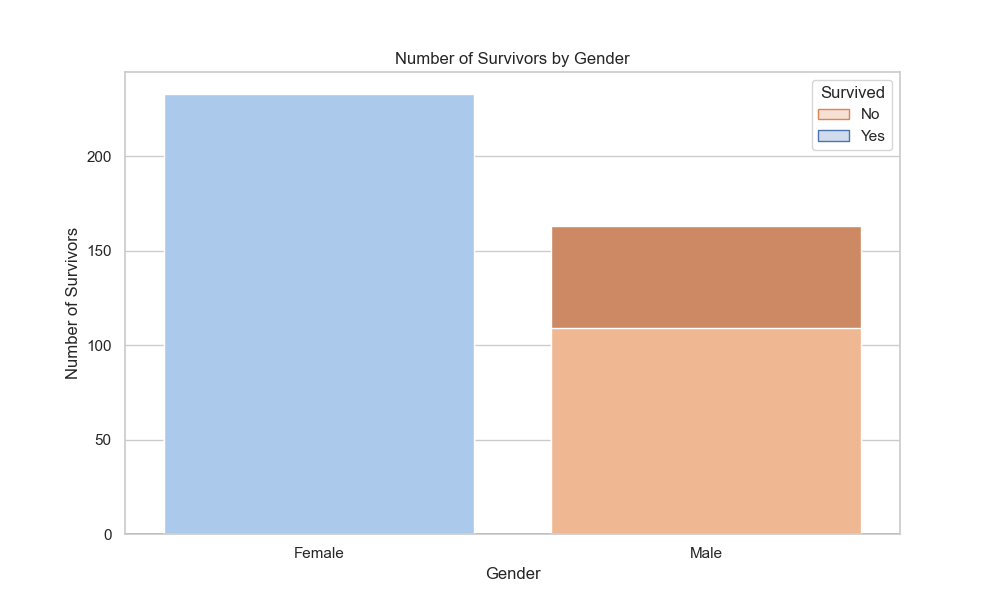 Number of Survivors by Gender
Survived
No
Yes
200
150
100
50
0
Number of Survivors
Female
Male
Gender